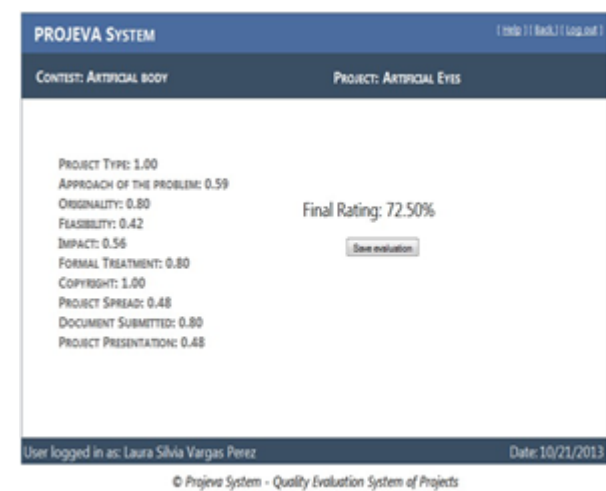 PROJEVA SYSTEM
[ Help ] [ Back ] [ Log out ]
CONTEST: ARTIFICIAL BODY
PROJECT: ARTIFICIAL EYES
PROJECT TYPE: 1.00
APPROACH OF THE PROBLEM: 0.59
ORIGINALITY: 0.80
FEASIBILITY: 0.42
IMPACT: 0.56
FORMAL TREATMENT: 0.80
COPYRIGHT: 1.00
PROJECT SPREAD: 0.48
DOCUMENT SUBMITTED: 0.80
PROJECT PRESENTATION: 0.48
Final Rating: 72.50%
Save evaluation
User logged in as: Laura Silvia Vargas Perez
Date: 10/21/2013
© Projeva System - Quality Evaluation System of Projects